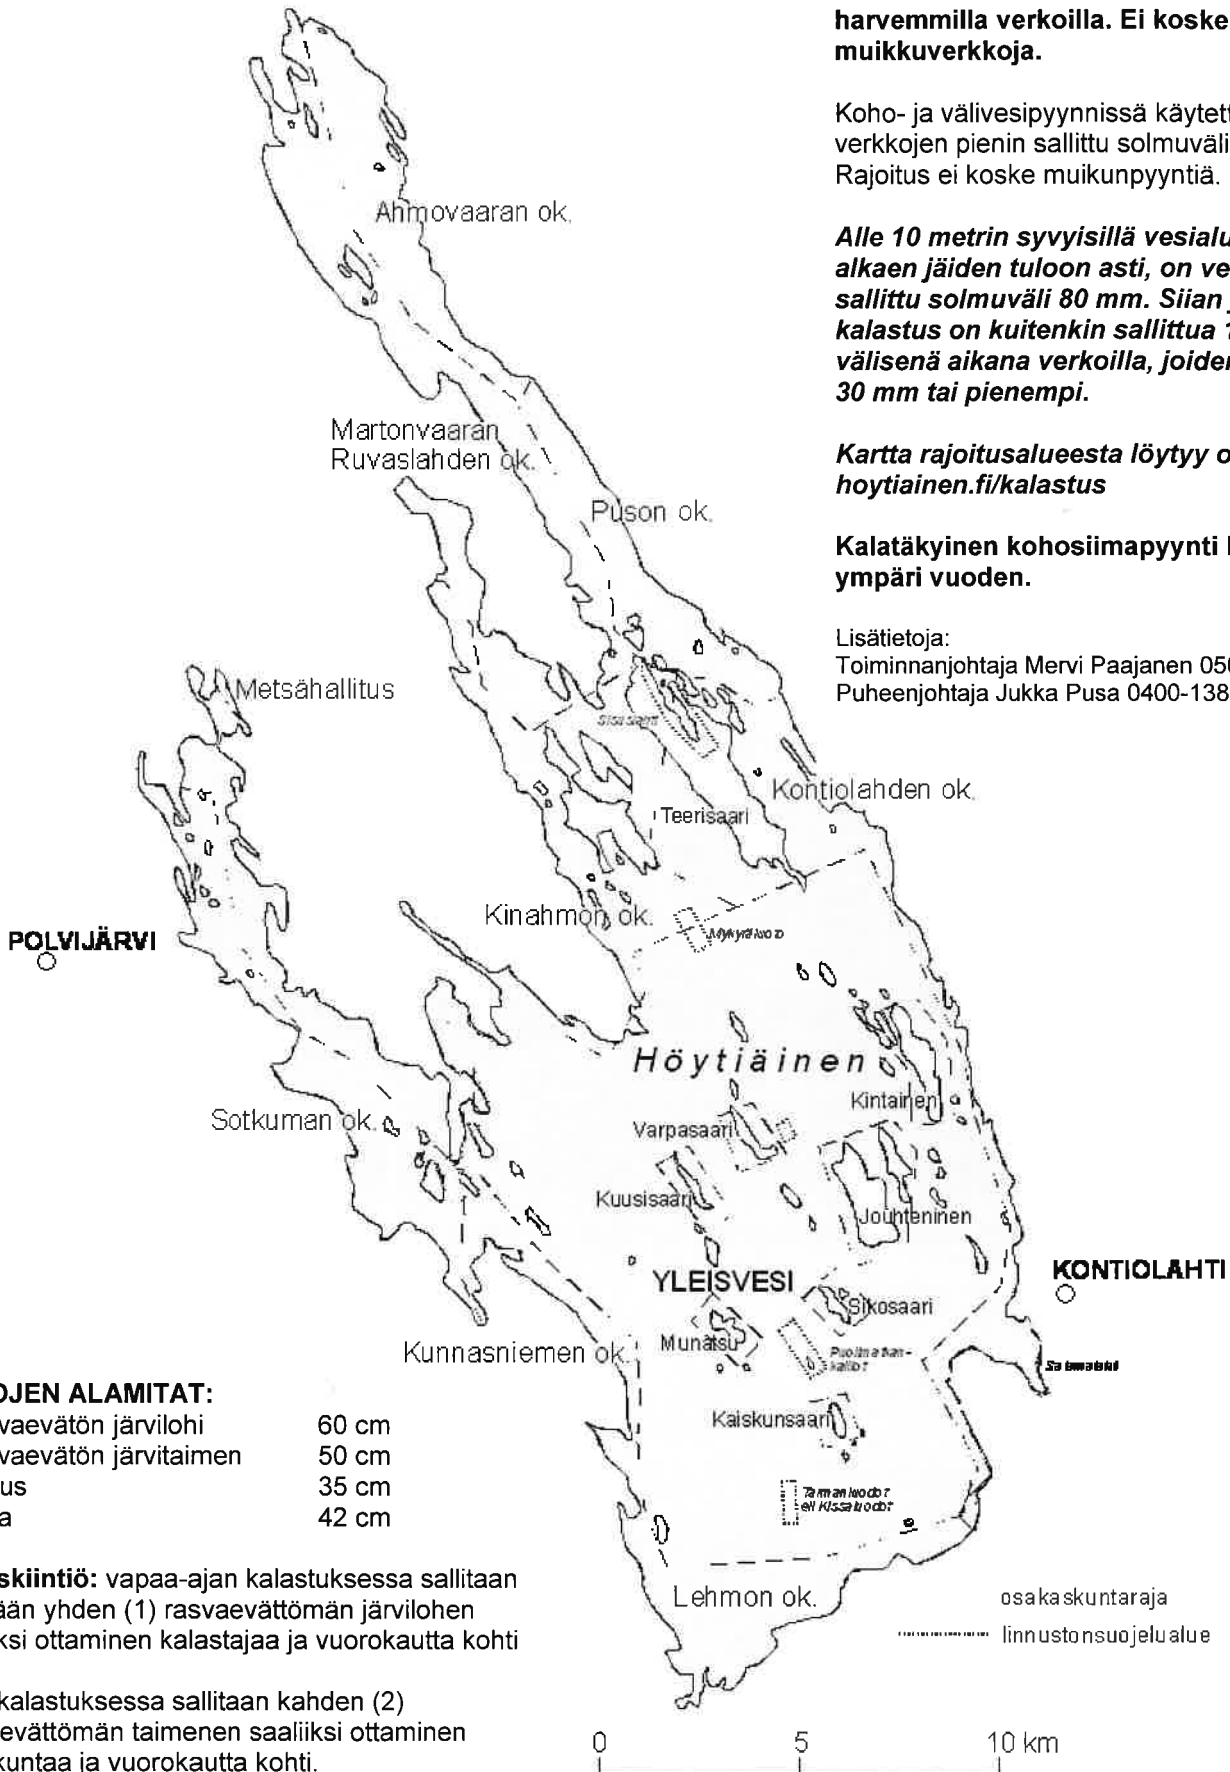 harvemmilla verkoilla. Ei koske
muikkuverkkoja.
Koho- ja välivesipyynnissä käytett
verkkojen pienin sallittu solmuväli
Rajoitus ei koske muikunpyyntiä.
Alle 10 metrin syvyisillä vesialu
alkaen jäiden tuloon asti, on ve
sallittu solmuväli 80 mm. Siian
kalastus on kuitenkin sallittua 1
välisenä aikana verkoilla, joiden
30 mm tai pienempi.
Kartta rajoitusalueesta löytyy o
hoytiainen.fi/kalastus
Kalatäkyinen kohosiimapyynti
ympäri vuoden.
Lisätietoja:
Toiminnanjohtaja Mervi Paajanen 050
Puheenjohtaja Jukka Pusa 0400-138
Ahmovaaran ok.
Martonvaaran
Ruvaslahden ok.
Puson ok.
Metsähallitus
Kontiolahden ok.
Teerisaari
Kinahmon ok.
Mykyräluoto
POLVIJÄRVI
Höytiäinen
Kintainen
Sotkuman ok.
Varpasaari
Kuusisaari
Jouhteninen
YLEISVESI
KONTIOLAHTI
Sikosaari
Munatsu
Puolmatkan-
kalliot
Kunnasniemen ok.
Kaiskunsaari
OJEN ALAMITAT:
vaevätön järvilohi 60 cm
vaevätön järvitaimen 50 cm
us 35 cm
a 42 cm
eli Kissaluodot
skiintiö: vapaa-ajan kalastuksessa sallitaan
ään yhden (1) rasvaevättömän järvilohen
ksi ottaminen kalastajaa ja vuorokautta kohti
Lehmon ok.
osakaskuntaraja
linnustonsuojelualue
kalastuksessa sallitaan kahden (2)
evättömän taimenen saaliiksi ottaminen
kuntaa ja vuorokautta kohti.
0 5 10 km